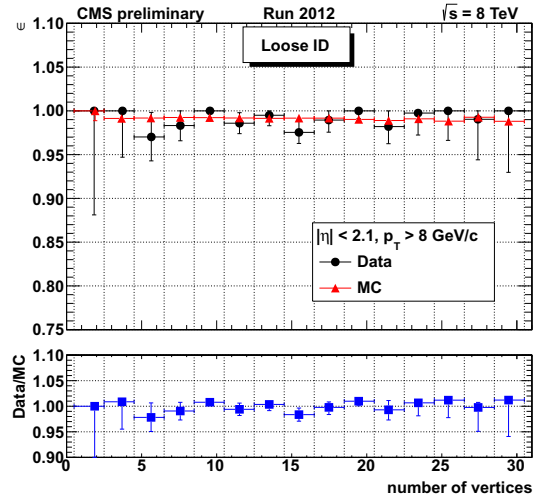 CMS preliminary Run 2012 √s = 8 TeV
∈
Loose ID
1.10
1.05
1.00
0.95
0.90
0.85
0.80
0.75
|η| < 2.1, p_T > 8 GeV/c
Data
MC
Data/MC
1.10
1.05
1.00
0.95
0.90
0 5 10 15 20 25 30
number of vertices